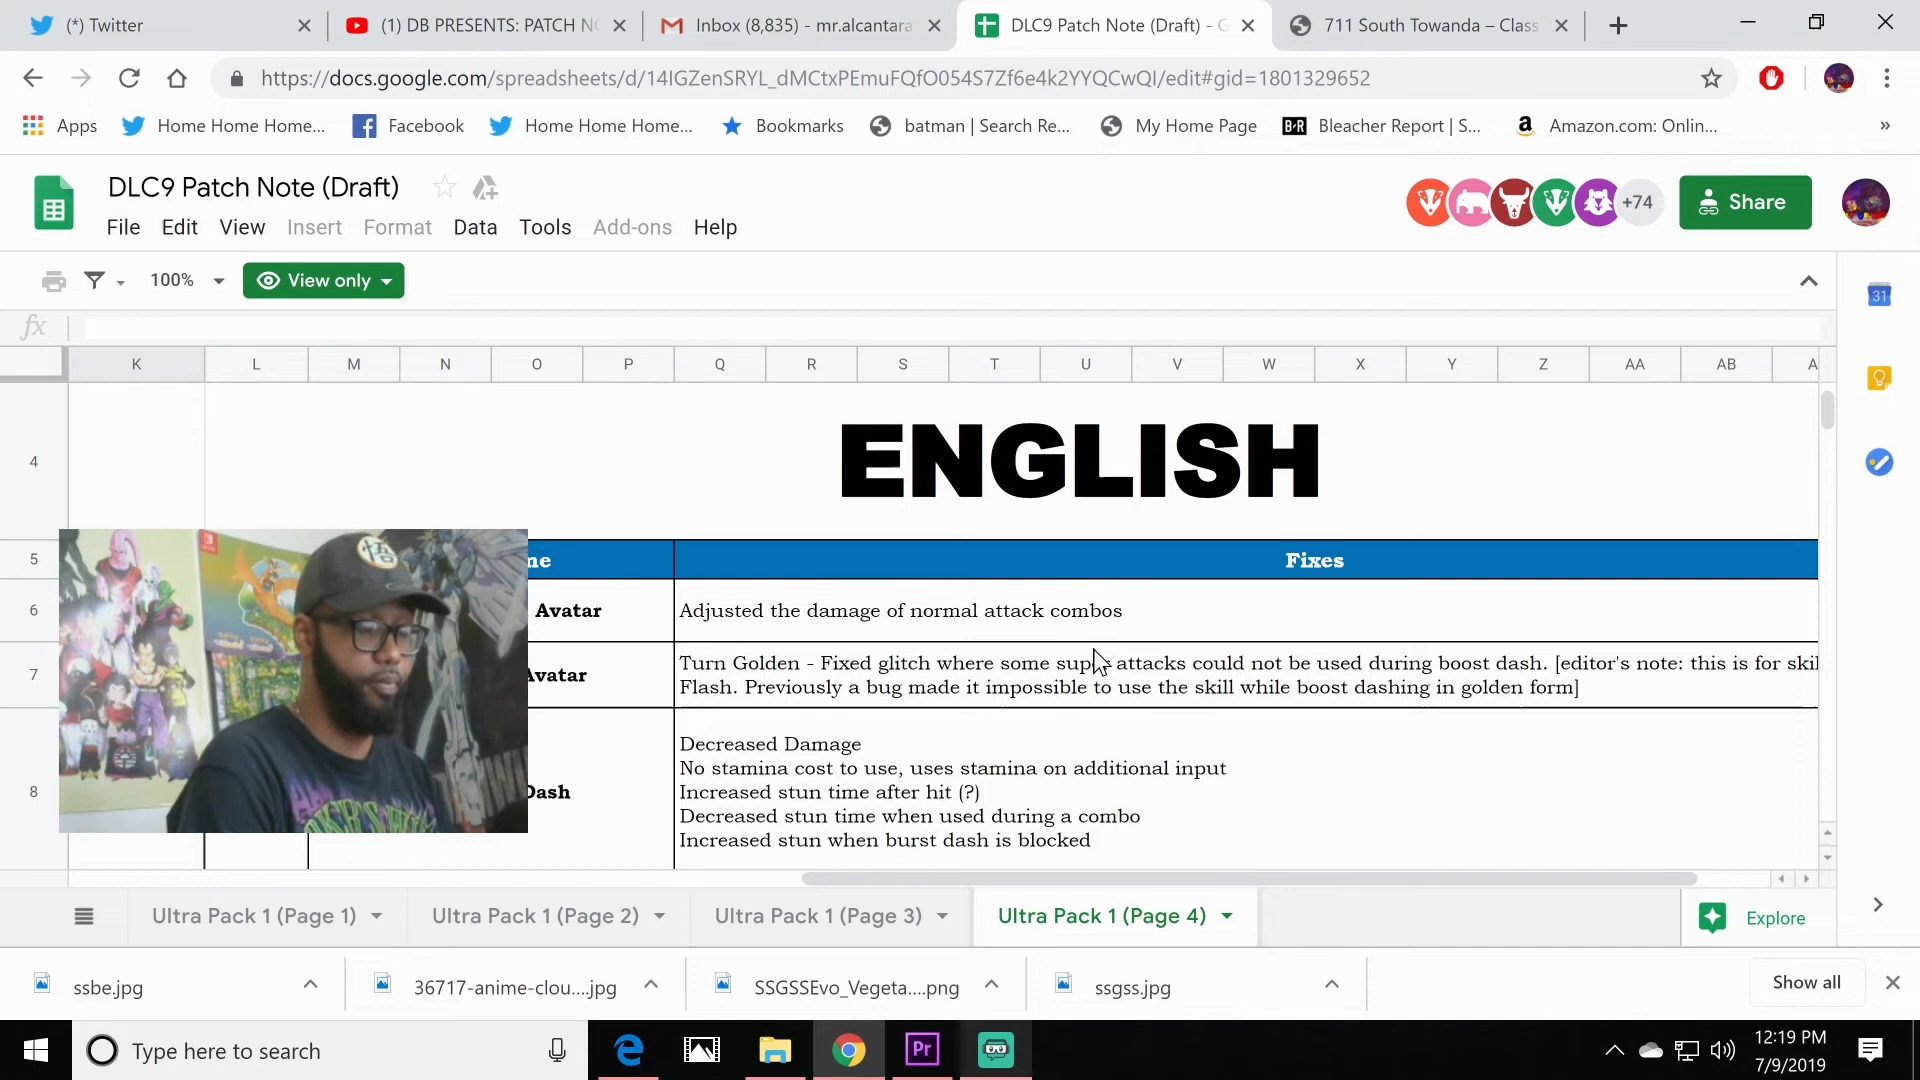 (*) Twitter
(1) DB PRESENTS: PATCH N
Inbox (8,835) - mr.alcantara
DLC9 Patch Note (Draft) - G
711 South Towanda – Class
https://docs.google.com/spreadsheets/d/14IGZenSRYL_dMCtxPEmuFQfO054S7Zf6e4k2YYQCwQI/edit#gid=1801329652
Apps
Home Home Home...
Facebook
Home Home Home...
Bookmarks
batman | Search Re...
My Home Page
B/R
Bleacher Report | S...
Amazon.com: Onlin...
»
DLC9 Patch Note (Draft)
+74
Share
File Edit View Insert Format Data Tools Add-ons Help
100%
View only
31
fx
K L M N O P Q R S T U V W X Y Z AA AB A
4
ENGLISH
5
ne
Fixes
6
Avatar
Adjusted the damage of normal attack combos
7
Avatar
Turn Golden - Fixed glitch where some super attacks could not be used during boost dash. [editor's note: this is for skil
Flash. Previously a bug made it impossible to use the skill while boost dashing in golden form]
8
Dash
Decreased Damage
No stamina cost to use, uses stamina on additional input
Increased stun time after hit (?)
Decreased stun time when used during a combo
Increased stun when burst dash is blocked
Ultra Pack 1 (Page 1)
Ultra Pack 1 (Page 2)
Ultra Pack 1 (Page 3)
Ultra Pack 1 (Page 4)
Explore
ssbe.jpg
36717-anime-clou....jpg
SSGSSEvo_Vegeta....png
ssgss.jpg
Show all
Type here to search
Pr
12:19 PM
7/9/2019